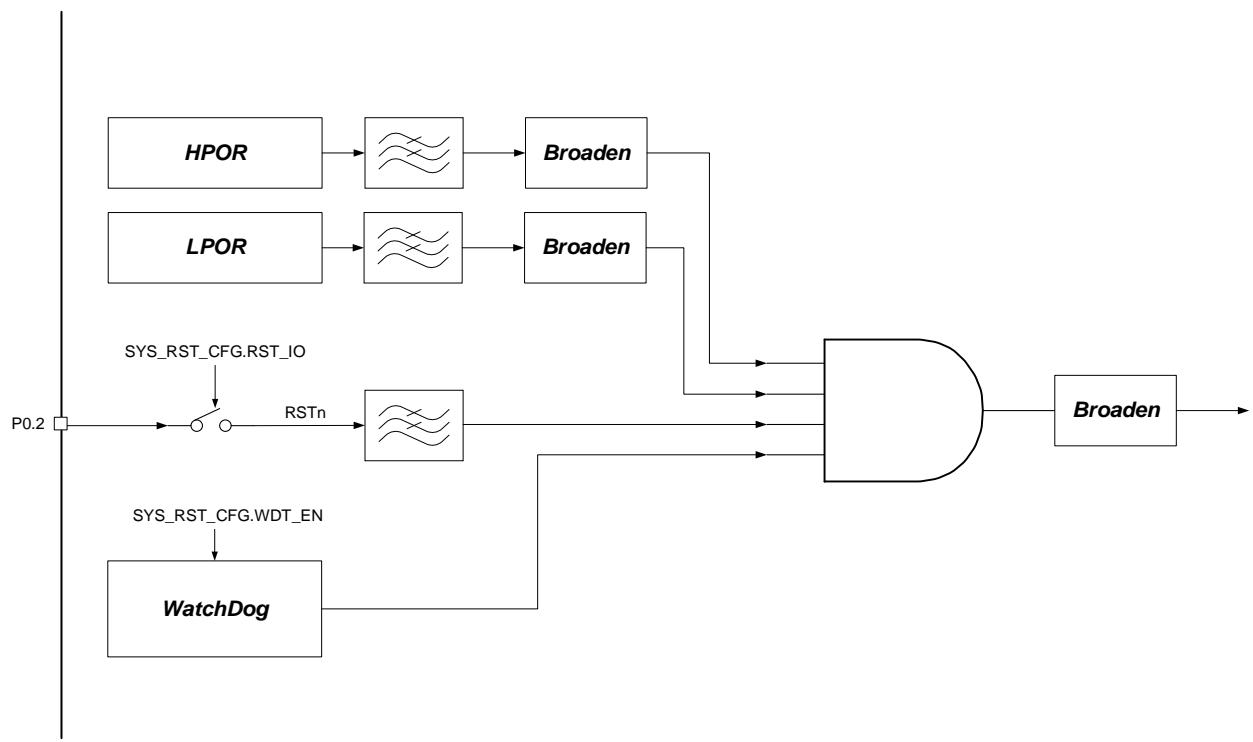 HPOR
Broaden
LPOR
Broaden
SYS_RST_CFG.RST_IO
P0.2
RSTn
Broaden
SYS_RST_CFG.WDT_EN
WatchDog